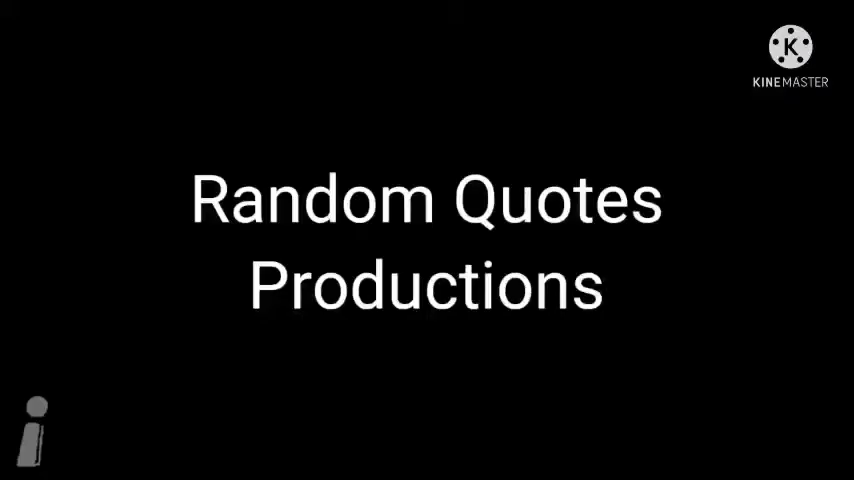 K
KINEMASTER
Random Quotes
Productions
i